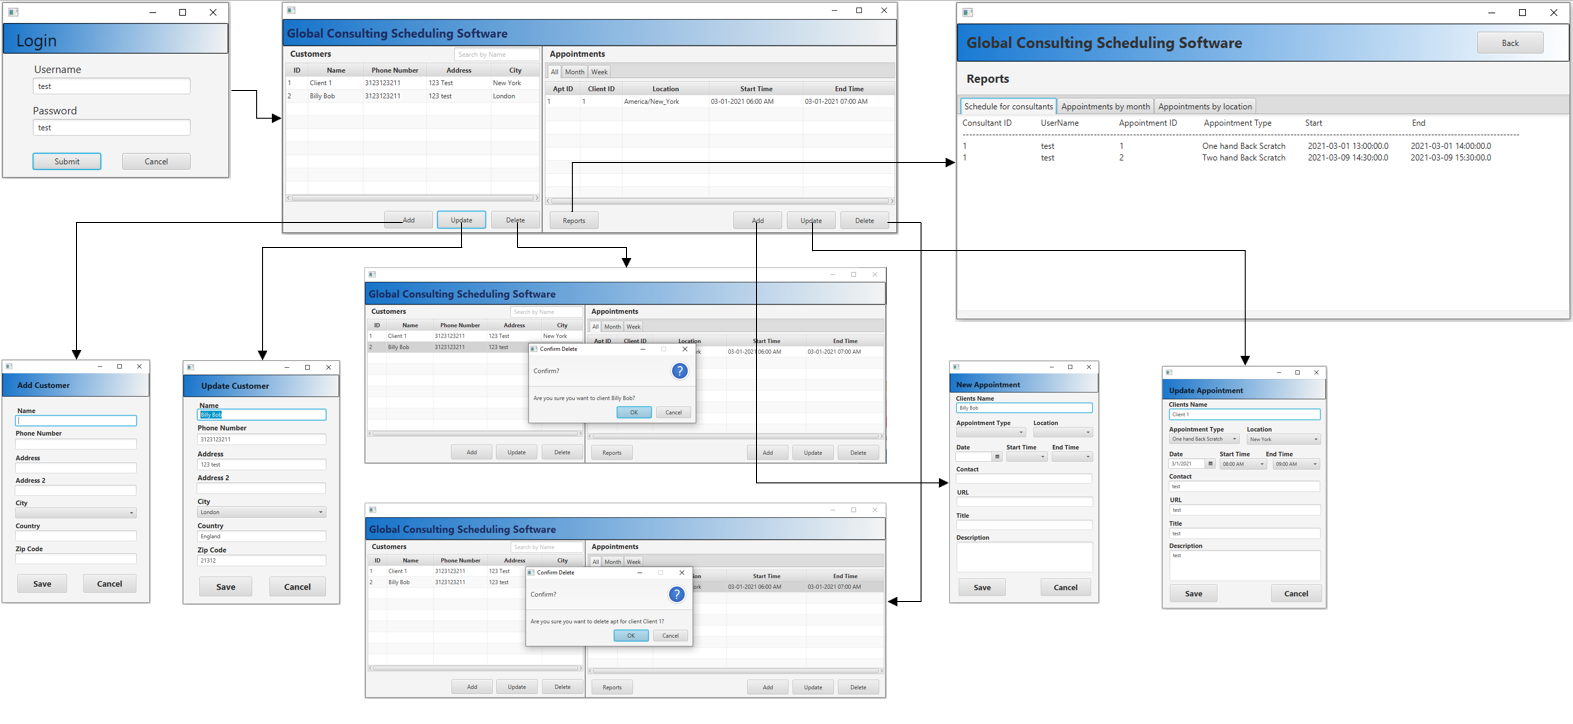 Login
Username
test
Password
test
Submit Cancel
Global Consulting Scheduling Software
Customers Search by Name
ID Name Phone Number Address City
1 Client 1 3123123211 123 Test New York
2 Billy Bob 3123123211 123 test London
Add Update Delete
Appointments
All Month Week
Apt ID Client ID Location Start Time End Time
1 1 America/New_York 03-01-2021 06:00 AM 03-01-2021 07:00 AM
Reports Add Update Delete
Global Consulting Scheduling Software Back
Reports
Schedule for consultants Appointments by month Appointments by location
Consultant ID UserName Appointment ID Appointment Type Start End
---------------------------------------------------------------
1 test 1 One hand Back Scratch 2021-03-01 13:00:00.0 2021-03-01 14:00:00.0
1 test 2 Two hand Back Scratch 2021-03-09 14:30:00.0 2021-03-09 15:30:00.0
Add Customer
Name
Phone Number
Address
Address 2
City
Country
Zip Code
Save Cancel
Update Customer
Name
Billy Bob
Phone Number
3123123211
Address
123 test
Address 2
City
London
Country
England
Zip Code
21312
Save Cancel
Global Consulting Scheduling Software
Customers Search by Name
ID Name Phone Number Address City
1 Client 1 3123123211 123 Test New York
2 Billy Bob 3123123211 123 test
Appointments
All Month Week
Apt ID Client ID Location Start Time End Time
03-01-2021 06:00 AM 03-01-2021 07:00 AM
Confirm Delete
Confirm?
?
Are you sure you want to client Billy Bob?
OK Cancel
Add Update Delete
Reports Add Update Delete
Global Consulting Scheduling Software
Customers Search by Name
ID Name Phone Number Address City
1 Client 1 3123123211 123 Test
2 Billy Bob 3123123211 123 test
Appointments
All Month Week
Start Time End Time
03-01-2021 06:00 AM 03-01-2021 07:00 AM
Confirm Delete
Confirm?
?
Are you sure you want to delete apt for client Client 1?
OK Cancel
Add Update Delete
Reports Add Update Delete
New Appointment
Clients Name
Billy Bob
Appointment Type Location
Date Start Time End Time
Contact
URL
Title
Description
Save Cancel
Update Appointment
Clients Name
Client 1
Appointment Type Location
One hand Back Scratch New York
Date Start Time End Time
3/1/2021 08:00 AM 09:00 AM
Contact
test
URL
test
Title
test
Description
test
Save Cancel